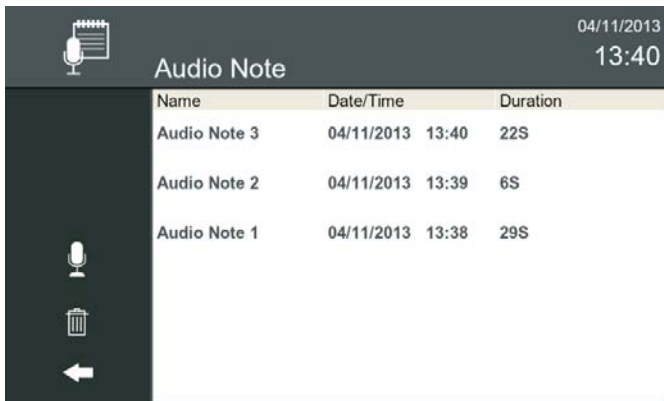 04/11/2013
13:40
Audio Note
Name Date/Time Duration
Audio Note 3 04/11/2013 13:40 22S
Audio Note 2 04/11/2013 13:39 6S
Audio Note 1 04/11/2013 13:38 29S